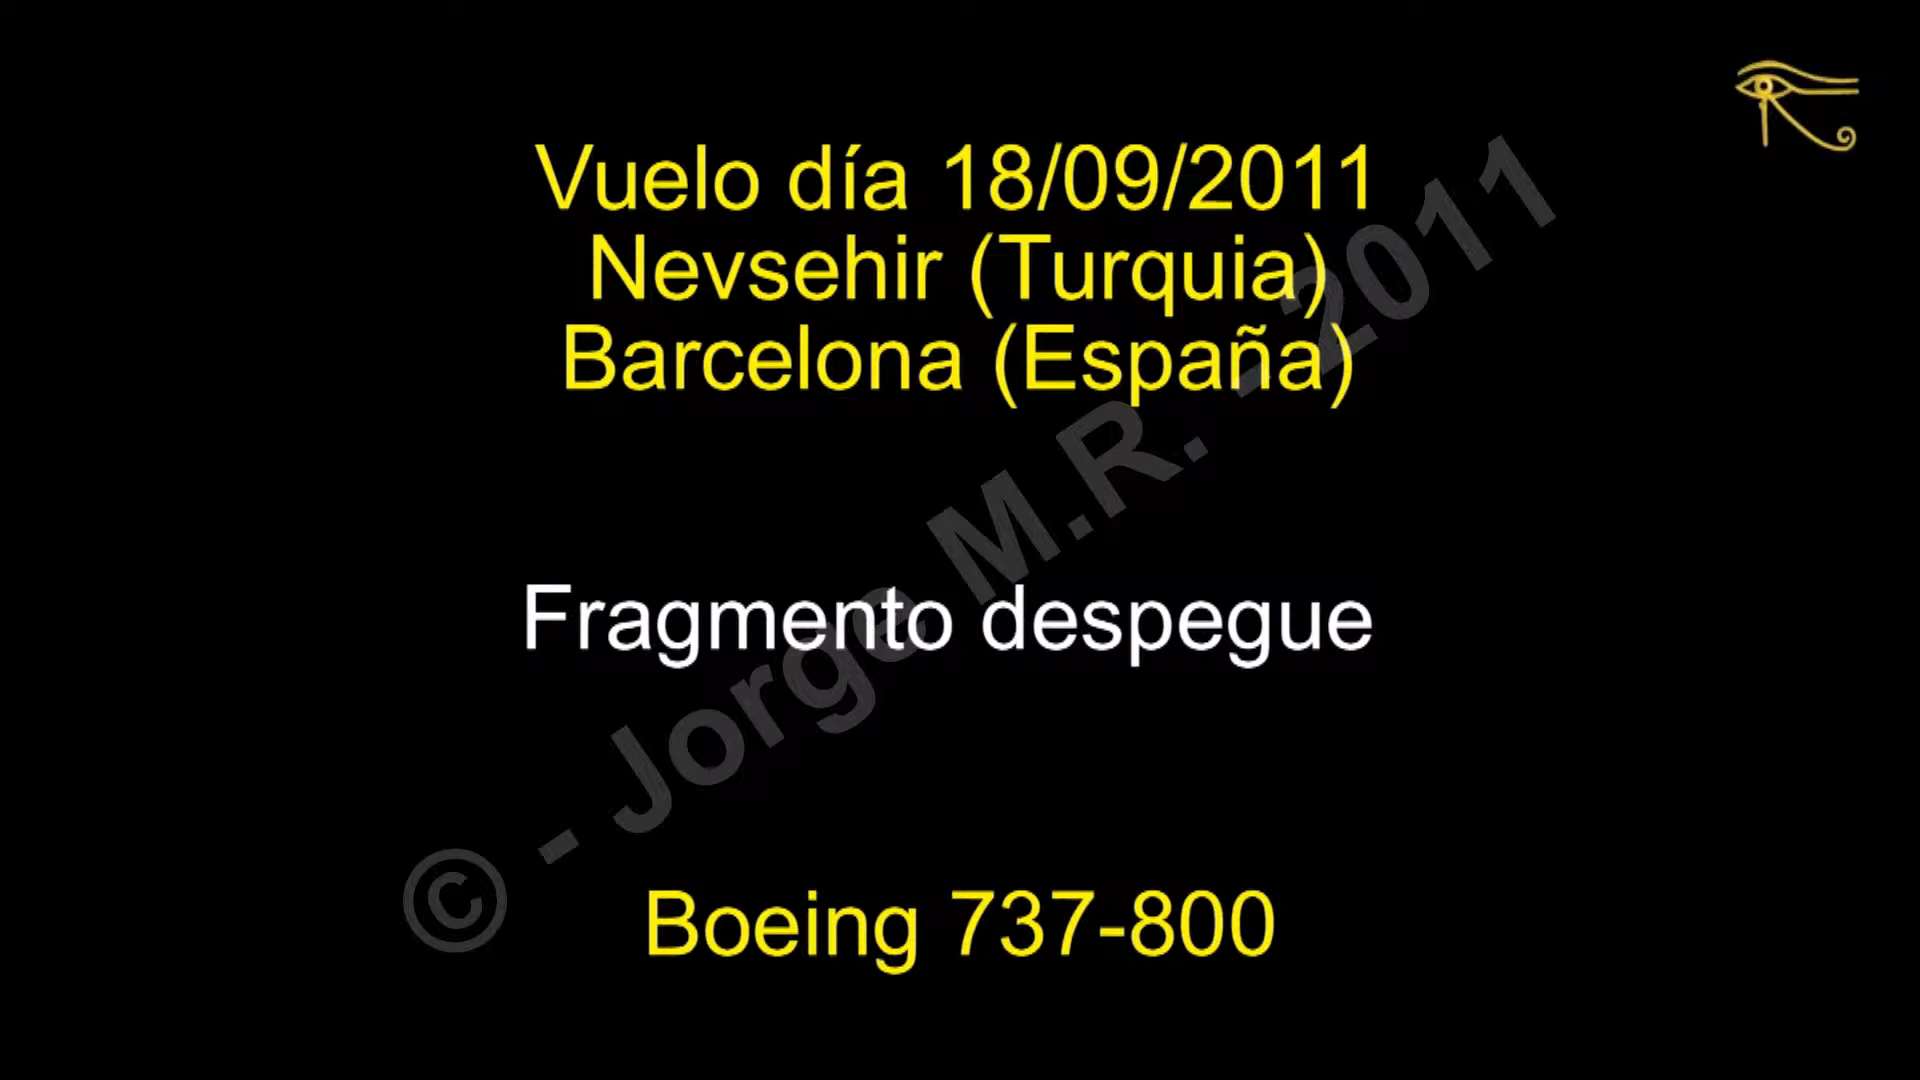 Vuelo día 18/09/2011
Nevsehir (Turquia)
Barcelona (España)
Fragmento despegue
Boeing 737-800
© - Jorge M.R. - 2011